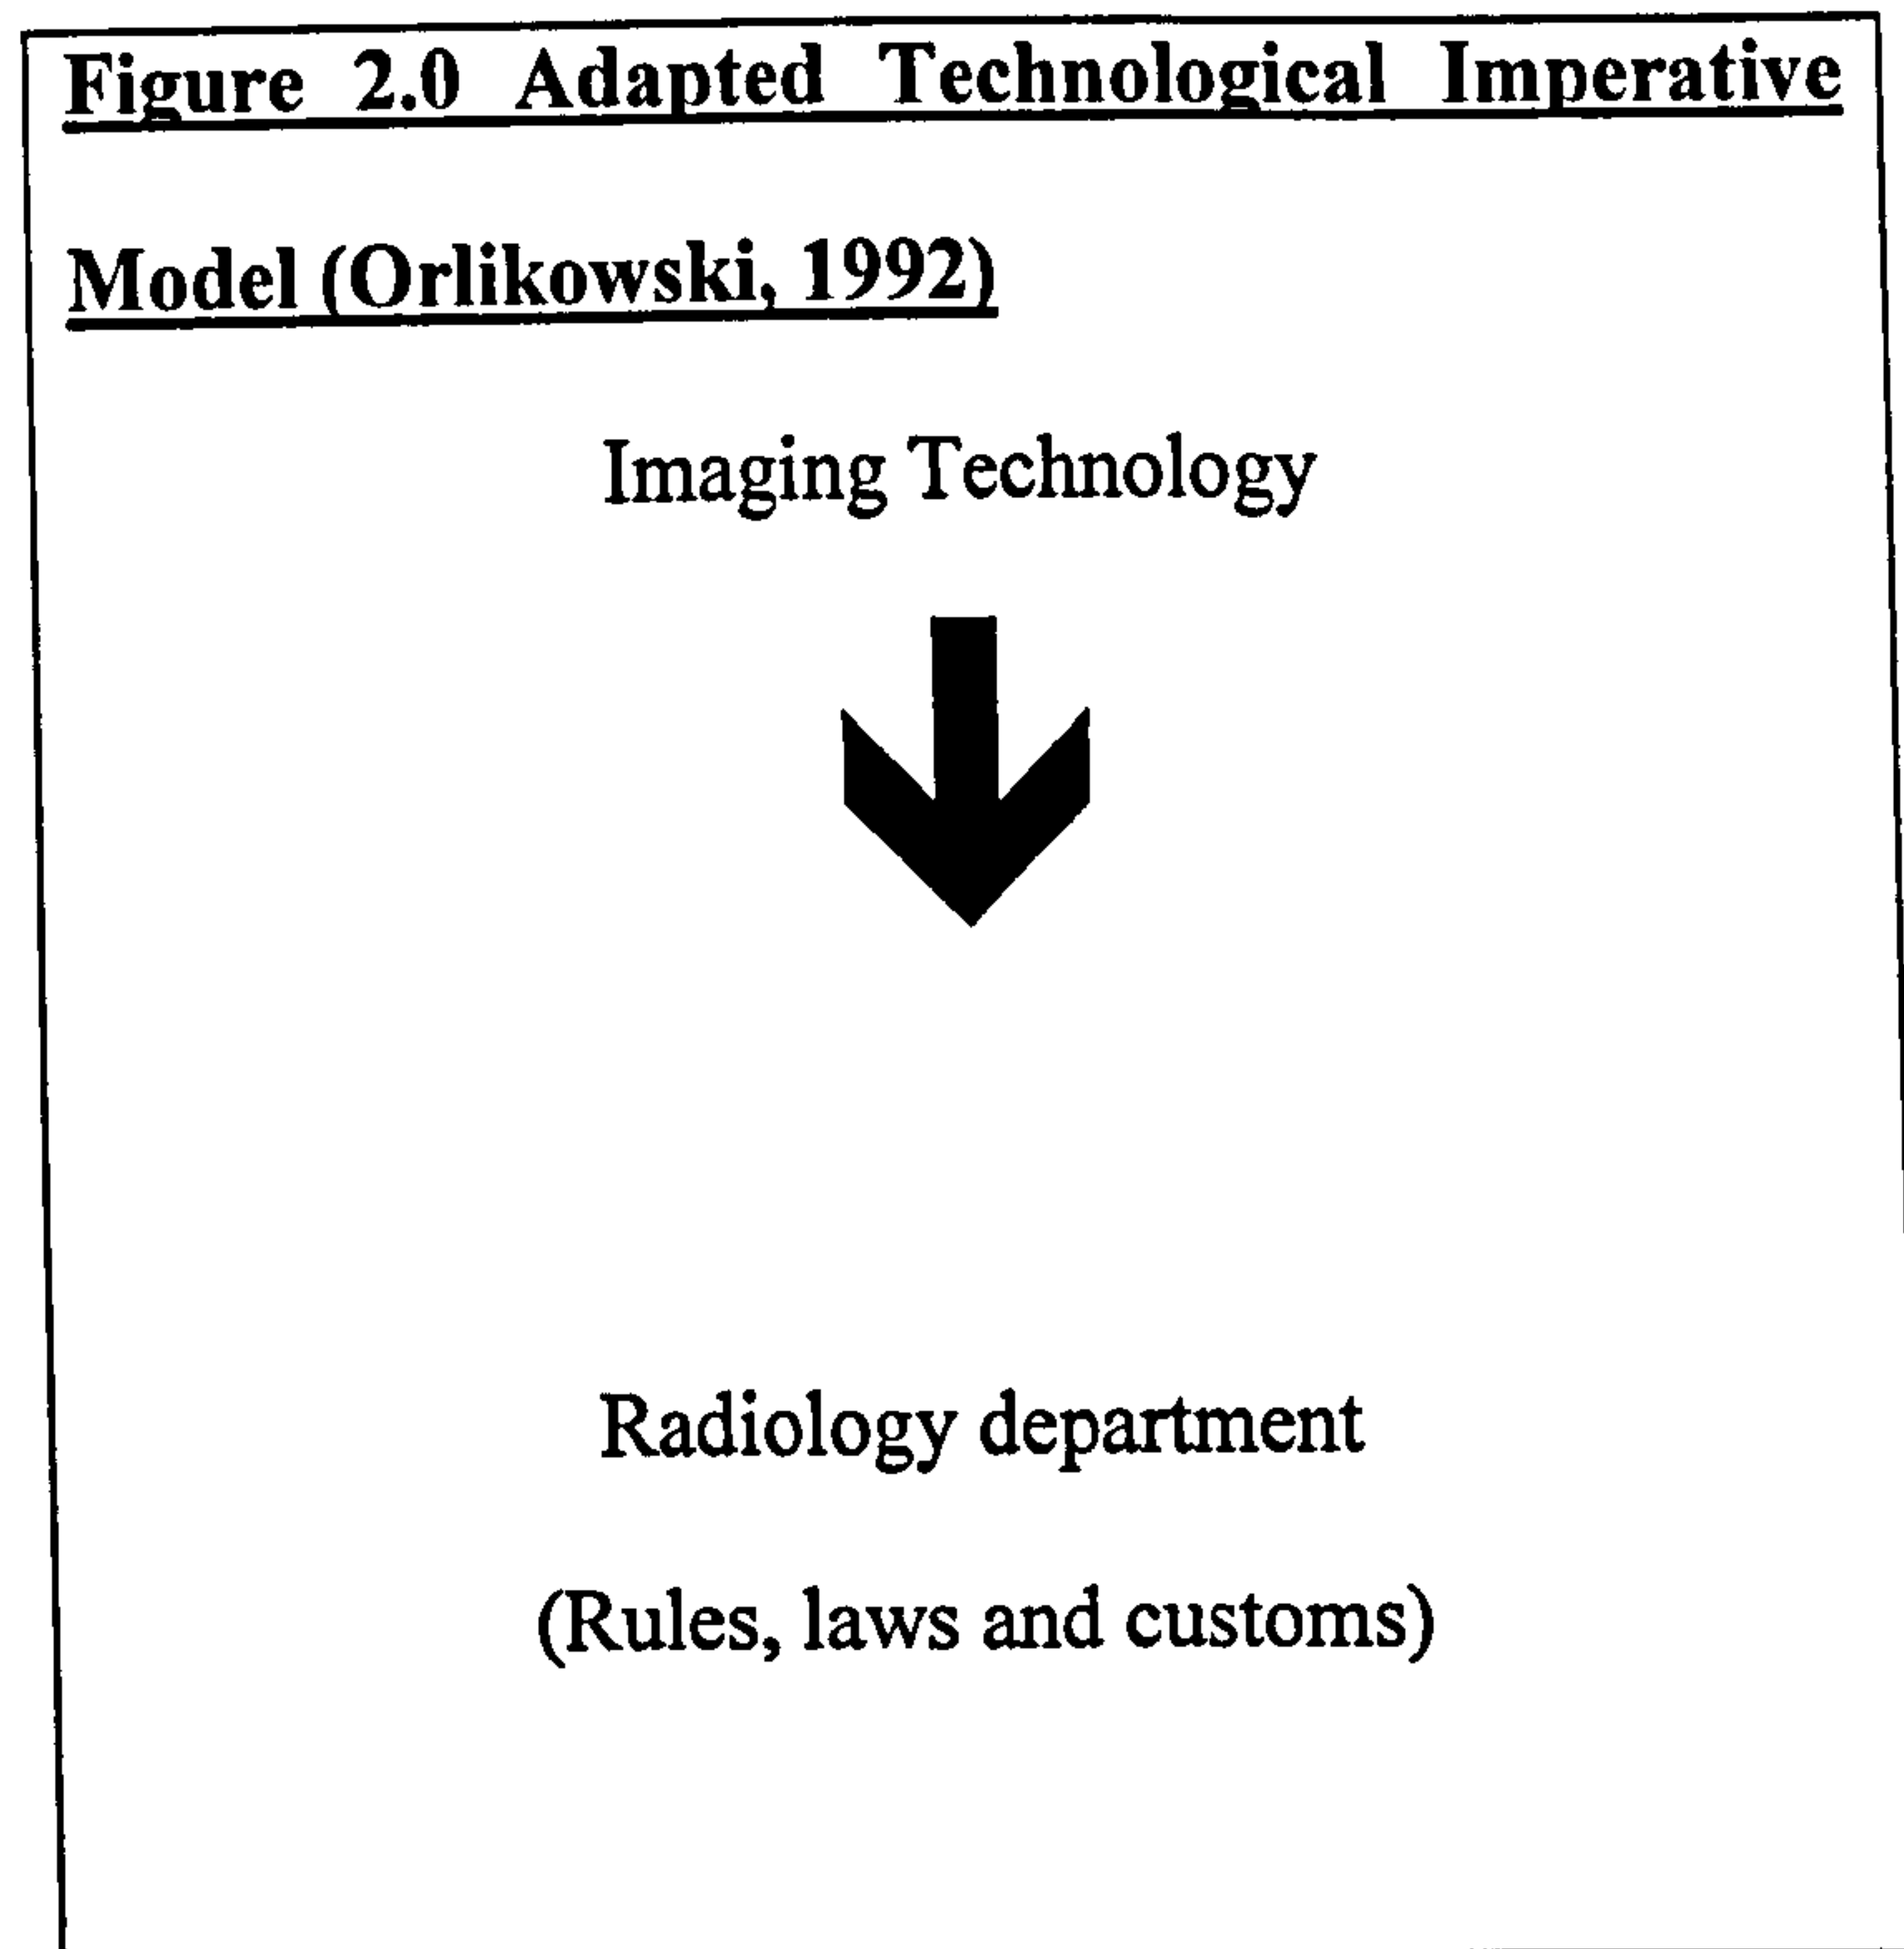 Figure 2.0 Adapted Technological Imperative
Model (Orlikowski, 1992)
Imaging Technology
Radiology department
(Rules, laws and customs)